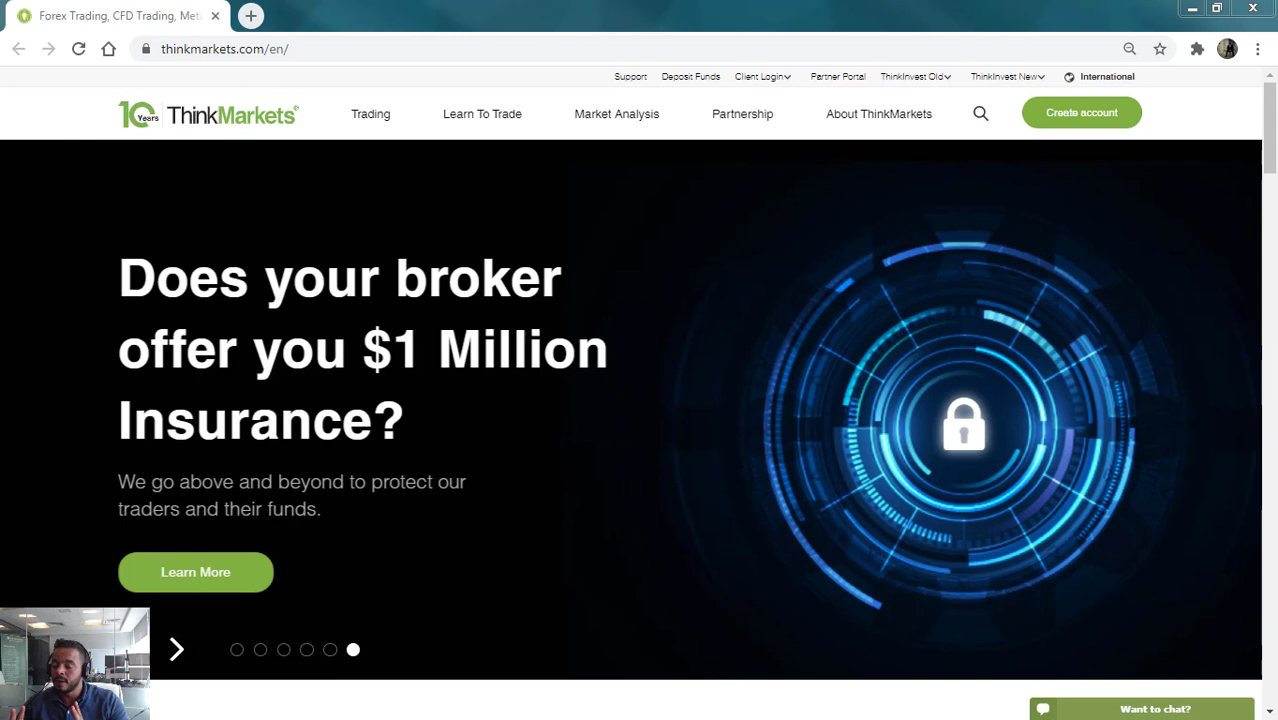 Forex Trading, CFD Trading, Met
thinkmarkets.com/en/
Support Deposit Funds Client Login Partner Portal ThinkInvest Old ThinkInvest New International
10 Years ThinkMarkets Trading Learn To Trade Market Analysis Partnership About ThinkMarkets Create account
Does your broker
offer you $1 Million
Insurance?
We go above and beyond to protect our
traders and their funds.
Learn More
Want to chat?